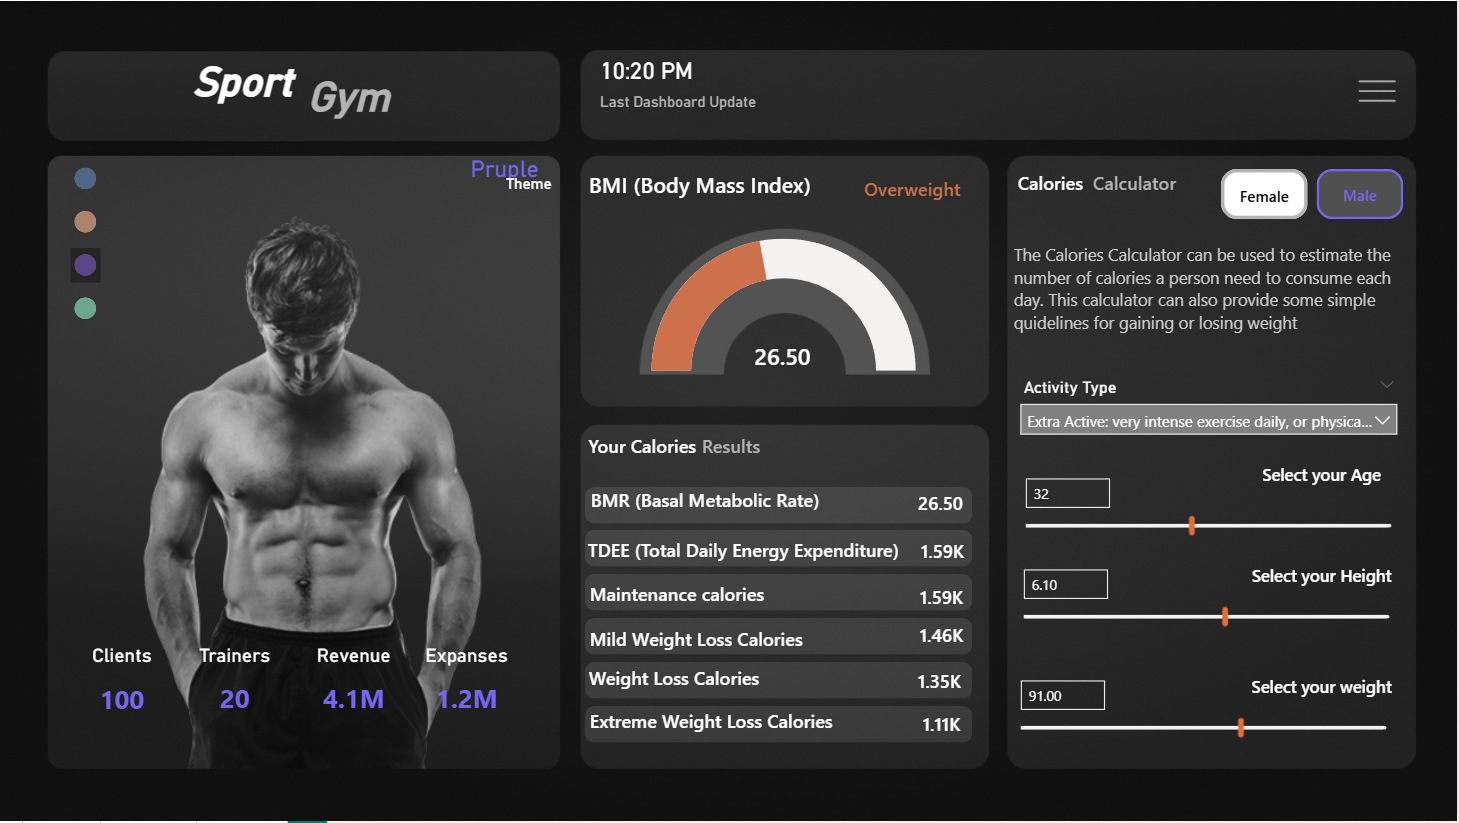 Sport Gym
10:20 PM
Last Dashboard Update
Pruple
Theme
Clients Trainers Revenue Expanses
100 20 4.1M 1.2M
BMI (Body Mass Index) Overweight
26.50
Your Calories Results
BMR (Basal Metabolic Rate) 26.50
TDEE (Total Daily Energy Expenditure) 1.59K
Maintenance calories 1.59K
Mild Weight Loss Calories 1.46K
Weight Loss Calories 1.35K
Extreme Weight Loss Calories 1.11K
Calories Calculator Female Male
The Calories Calculator can be used to estimate the
number of calories a person need to consume each
day. This calculator can also provide some simple
quidelines for gaining or losing weight
Activity Type
Extra Active: very intense exercise daily, or physica...
Select your Age
32
Select your Height
6.10
Select your weight
91.00